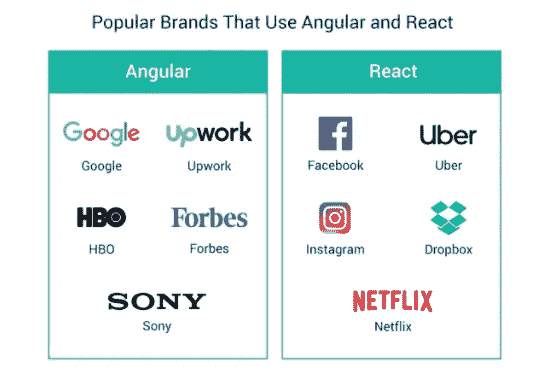 Popular Brands That Use Angular and React
Angular
Google
Upwork
Google
Upwork
HBO
Forbes
HBO
Forbes
SONY
Sony
React
Uber
Facebook
Uber
Instagram
Dropbox
NETFLIX
Netflix